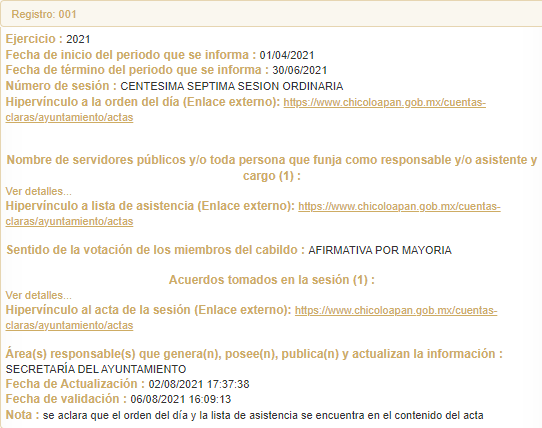 Registro: 001
Ejercicio : 2021
Fecha de inicio del periodo que se informa : 01/04/2021
Fecha de término del periodo que se informa : 30/06/2021
Número de sesión : CENTESIMA SEPTIMA SESION ORDINARIA
Hipervínculo a la orden del día (Enlace externo): https://www.chicoloapan.gob.mx/cuentas-
claras/ayuntamiento/actas
Nombre de servidores públicos y/o toda persona que funja como responsable y/o asistente y
cargo (1) :
Ver detalles...
Hipervínculo a lista de asistencia (Enlace externo): https://www.chicoloapan.gob.mx/cuentas-
claras/ayuntamiento/actas
Sentido de la votación de los miembros del cabildo : AFIRMATIVA POR MAYORIA
Acuerdos tomados en la sesión (1) :
Ver detalles...
Hipervínculo al acta de la sesión (Enlace externo): https://www.chicoloapan.gob.mx/cuentas-
claras/ayuntamiento/actas
Área(s) responsable(s) que genera(n), posee(n), publica(n) y actualizan la información :
SECRETARÍA DEL AYUNTAMIENTO
Fecha de Actualización : 02/08/2021 17:37:38
Fecha de validación : 06/08/2021 16:09:13
Nota : se aclara que el orden del día y la lista de asistencia se encuentra en el contenido del acta